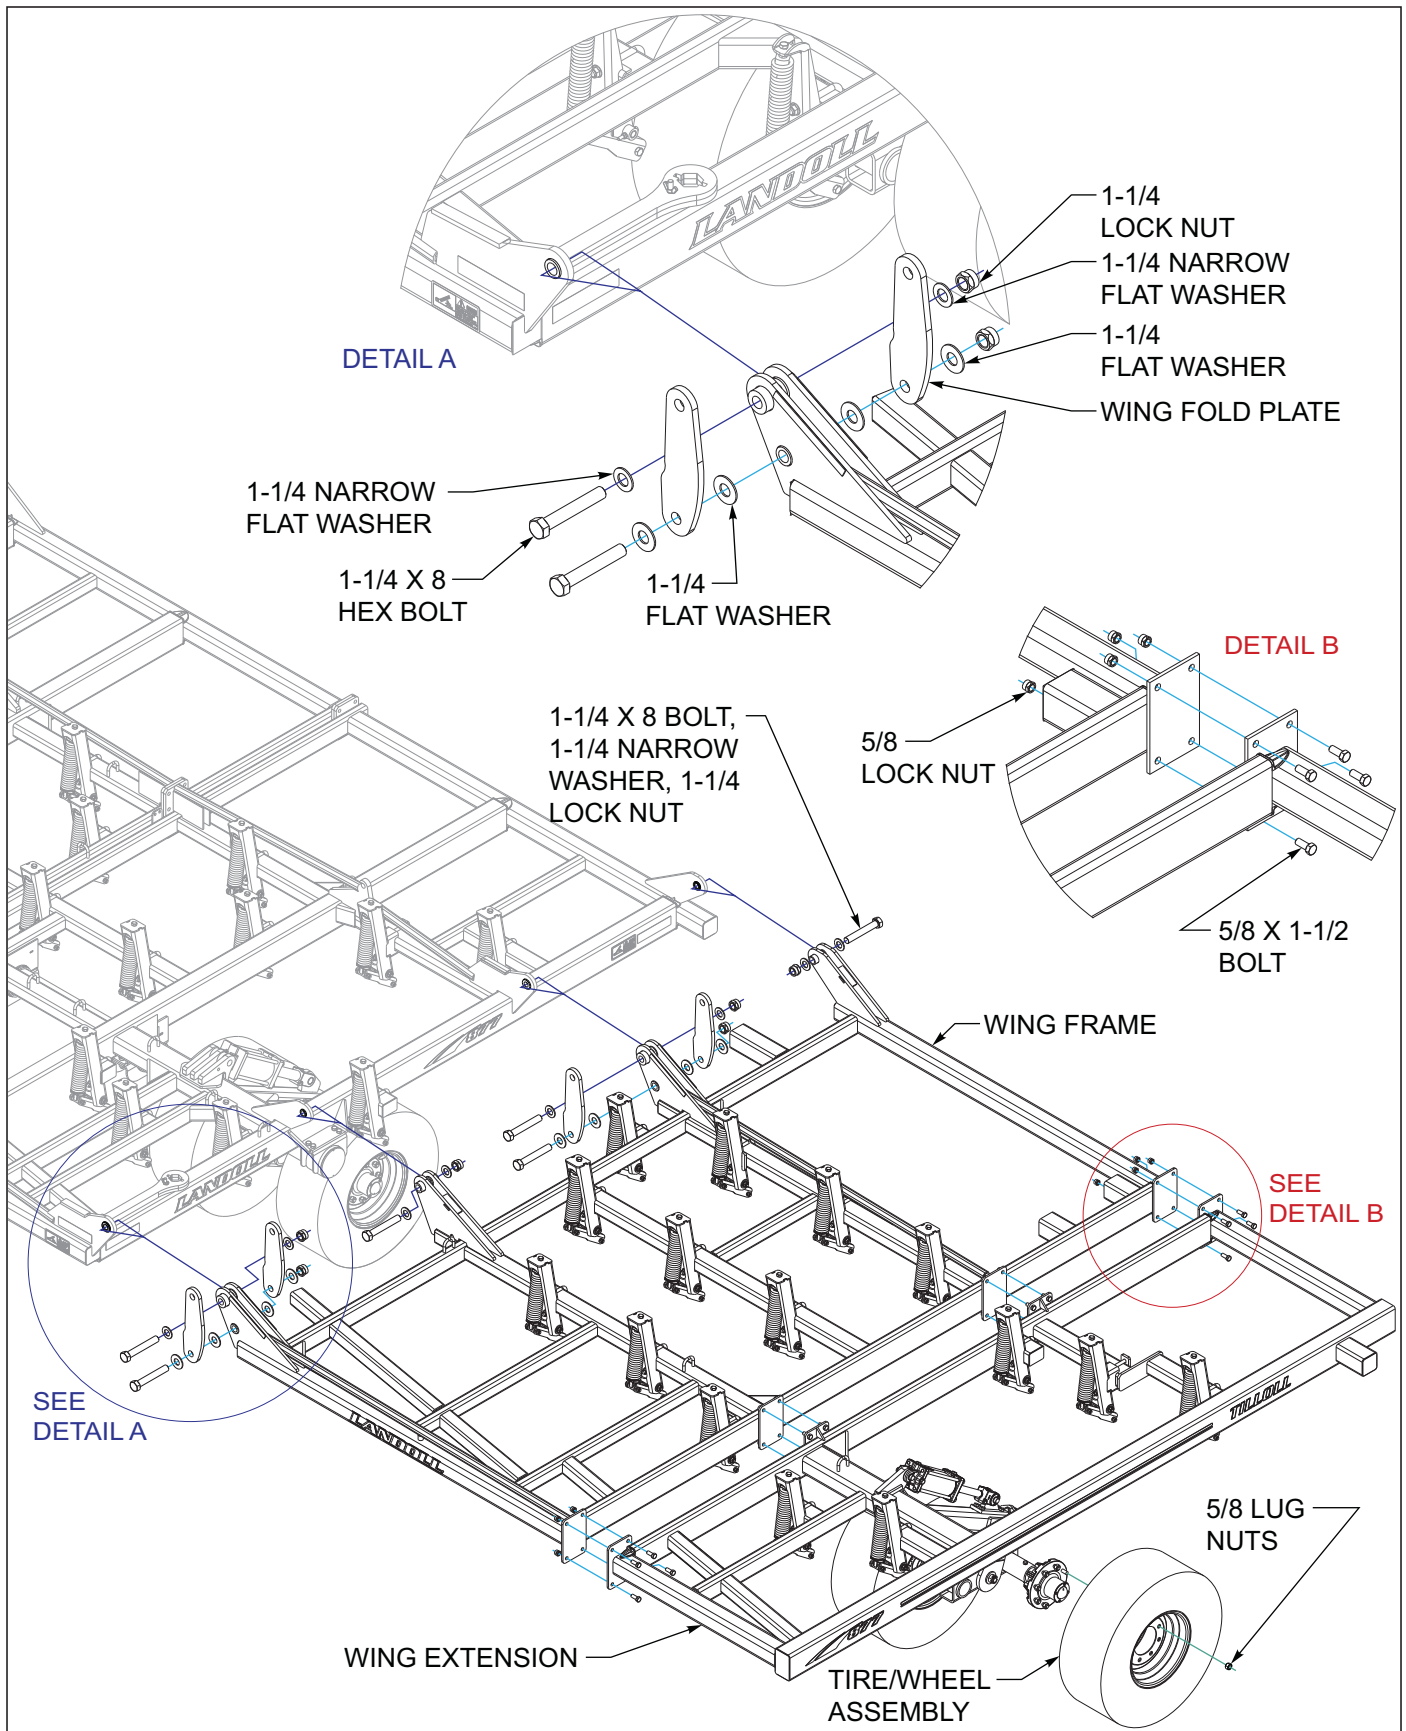 LANDOLL
1-1/4
LOCK NUT
1-1/4 NARROW
FLAT WASHER
1-1/4
FLAT WASHER
WING FOLD PLATE
DETAIL A
1-1/4 NARROW
FLAT WASHER
1-1/4 X 8
HEX BOLT
1-1/4
FLAT WASHER
DETAIL B
5/8
LOCK NUT
5/8 X 1-1/2
BOLT
1-1/4 X 8 BOLT,
1-1/4 NARROW
WASHER, 1-1/4
LOCK NUT
WING FRAME
877
LANDOLL
SEE
DETAIL B
SEE
DETAIL A
LANDOLL
TILLOLL
877
5/8 LUG
NUTS
WING EXTENSION
TIRE/WHEEL
ASSEMBLY